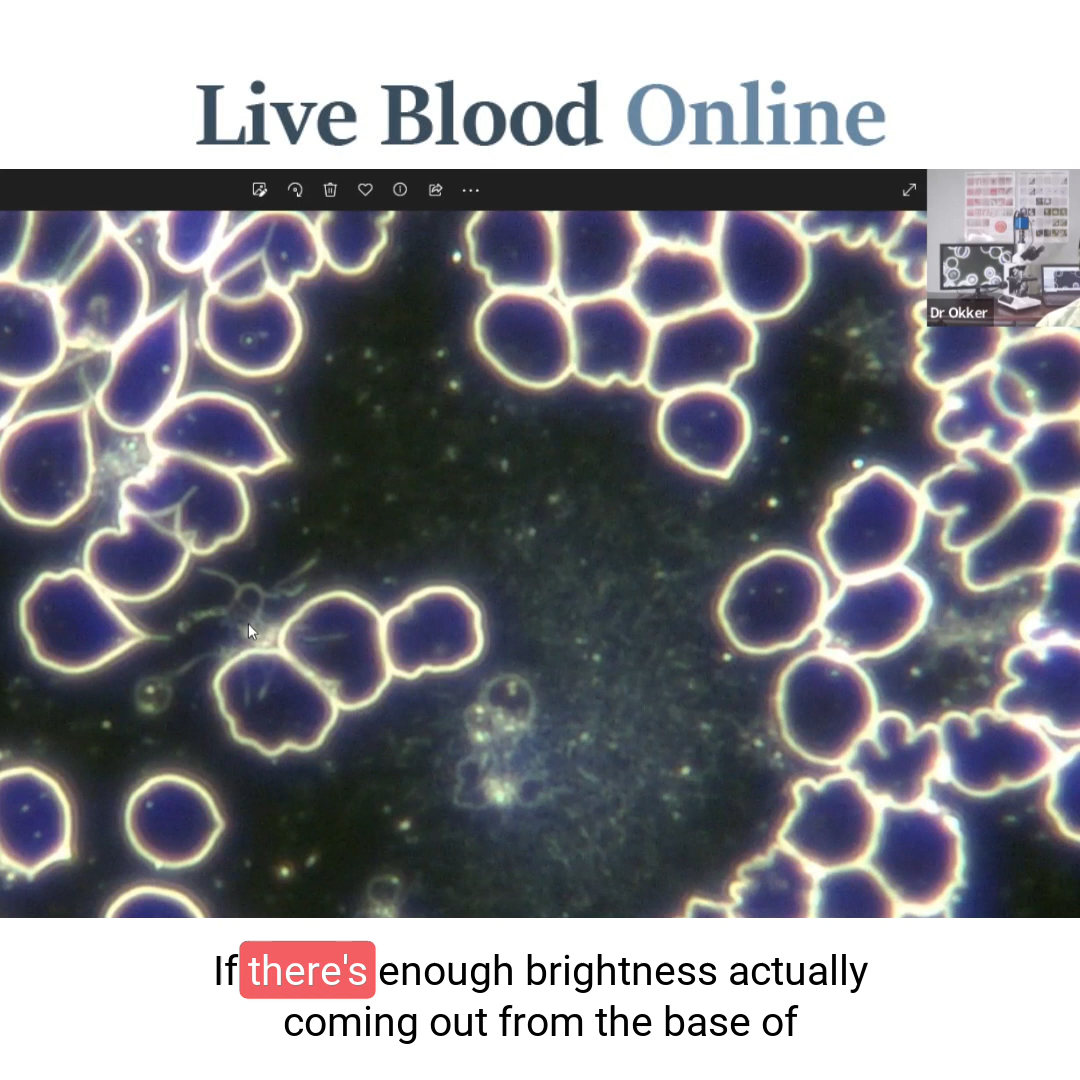 Live Blood Online
Dr Okker
If there's enough brightness actually
coming out from the base of